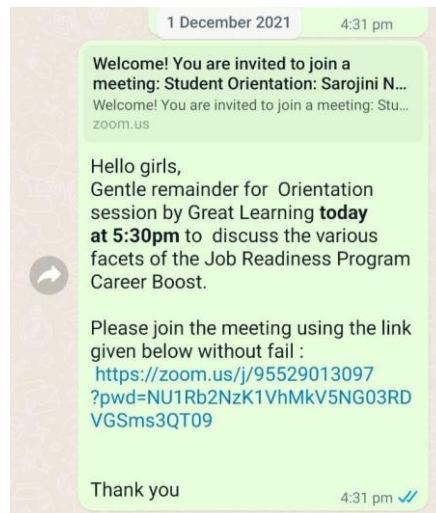 1 December 2021
4:31 pm
Welcome! You are invited to join a
meeting: Student Orientation: Sarojini N...
Welcome! You are invited to join a meeting: Stu...
zoom.us
Hello girls,
Gentle remainder for Orientation
session by Great Learning today
at 5:30pm to discuss the various
facets of the Job Readiness Program
Career Boost.
Please join the meeting using the link
given below without fail :
https://zoom.us/j/95529013097
?pwd=NU1Rb2NzK1VhMkV5NG03RD
VGSms3QT09
Thank you
4:31 pm